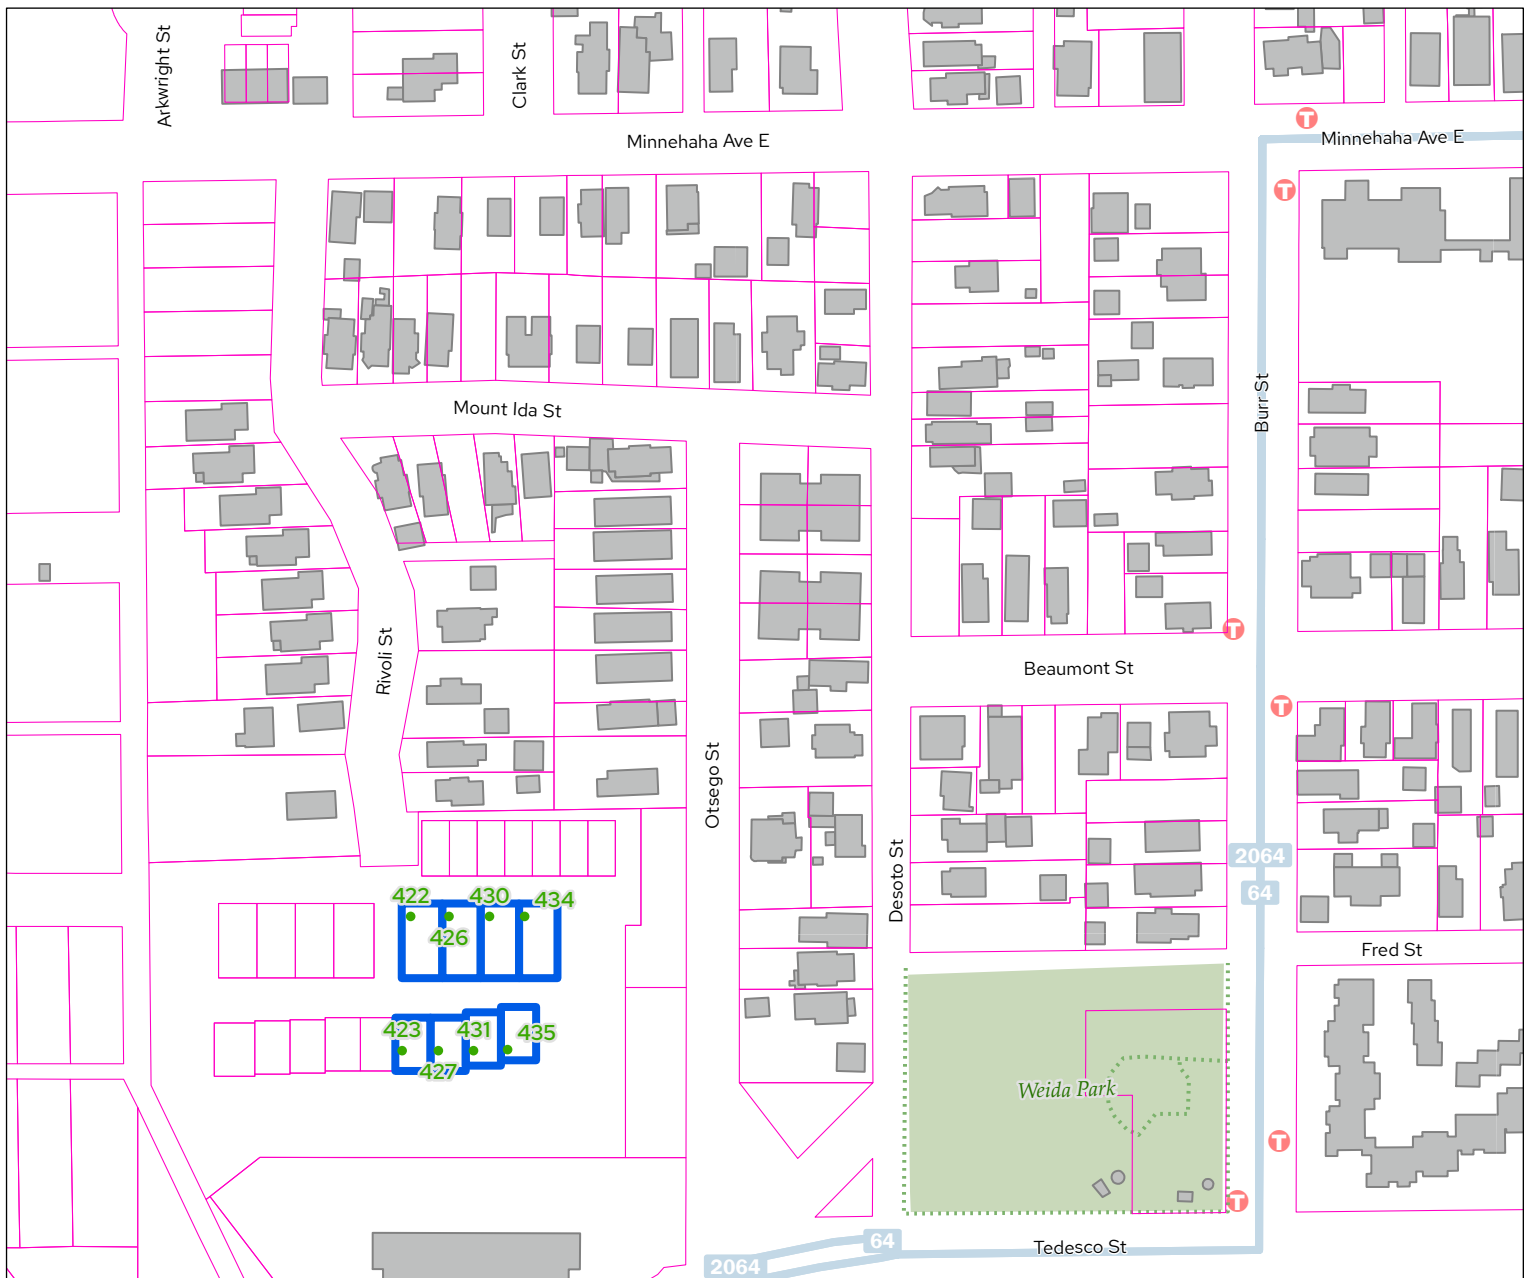 Arkwright St
Clark St
Minnehaha Ave E
T
Minnehaha Ave E
T
Burr St
Mount Ida St
Rivoli St
T
Beaumont St
T
Otsego St
Desoto St
2064
64
422
430
434
426
Fred St
423
431
435
427
Weida Park
T
T
64
Tedesco St
2064